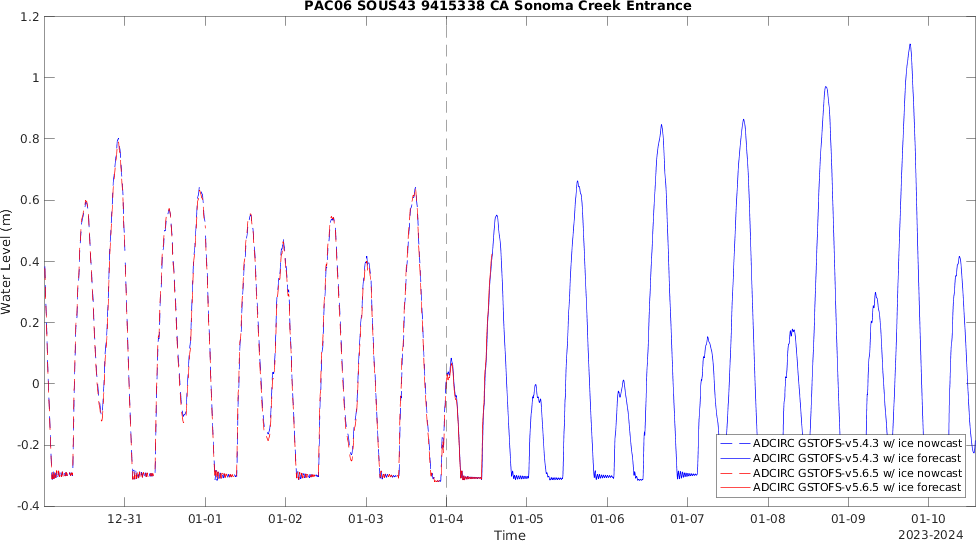 PAC06 SOUS43 9415338 CA Sonoma Creek Entrance
Water Level (m)
1.2
1
0.8
0.6
0.4
0.2
0
-0.2
-0.4
ADCIRC GSTOFS-v5.4.3 w/ ice nowcast
ADCIRC GSTOFS-v5.4.3 w/ ice forecast
ADCIRC GSTOFS-v5.6.5 w/ ice nowcast
ADCIRC GSTOFS-v5.6.5 w/ ice forecast
12-31 01-01 01-02 01-03 01-04 01-05 01-06 01-07 01-08 01-09 01-10
Time
2023-2024